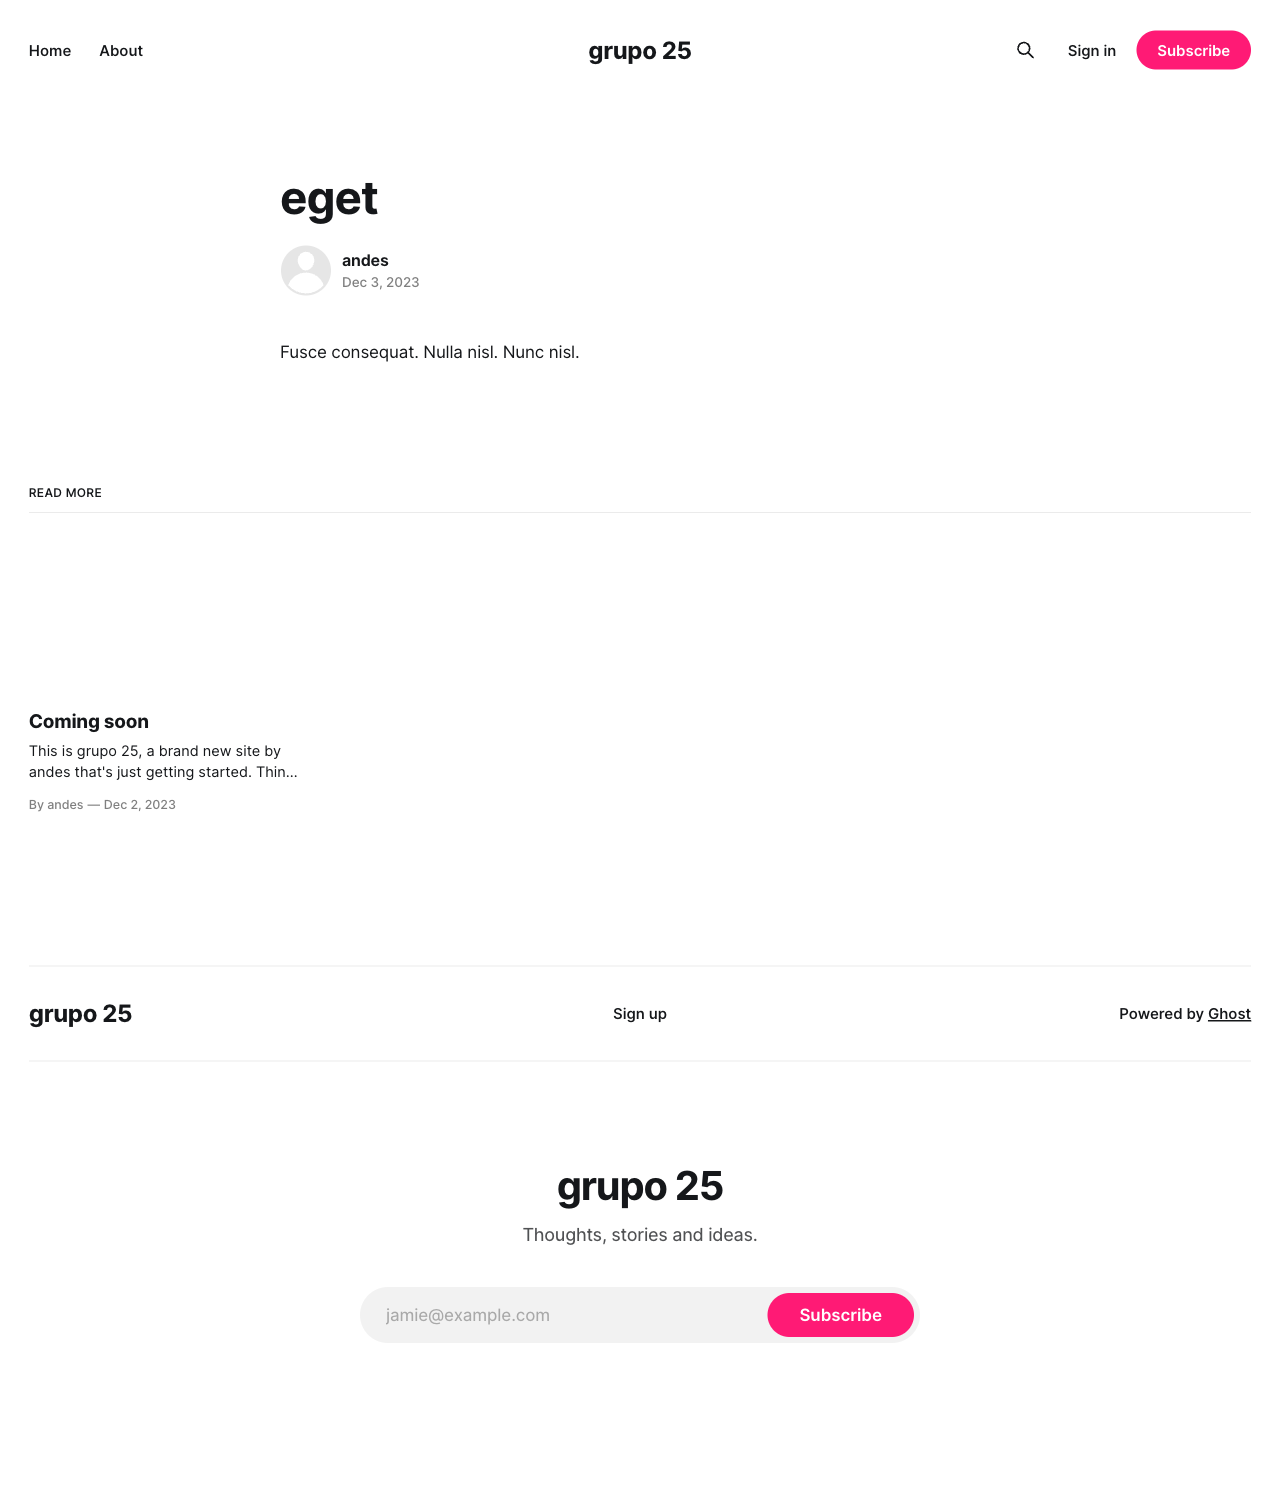 Home About grupo 25 Sign in Subscribe
eget
andes
Dec 3, 2023
Fusce consequat. Nulla nisl. Nunc nisl.
READ MORE
Coming soon
This is grupo 25, a brand new site by
andes that's just getting started. Thin…
By andes — Dec 2, 2023
grupo 25 Sign up Powered by Ghost
grupo 25
Thoughts, stories and ideas.
jamie@example.com Subscribe